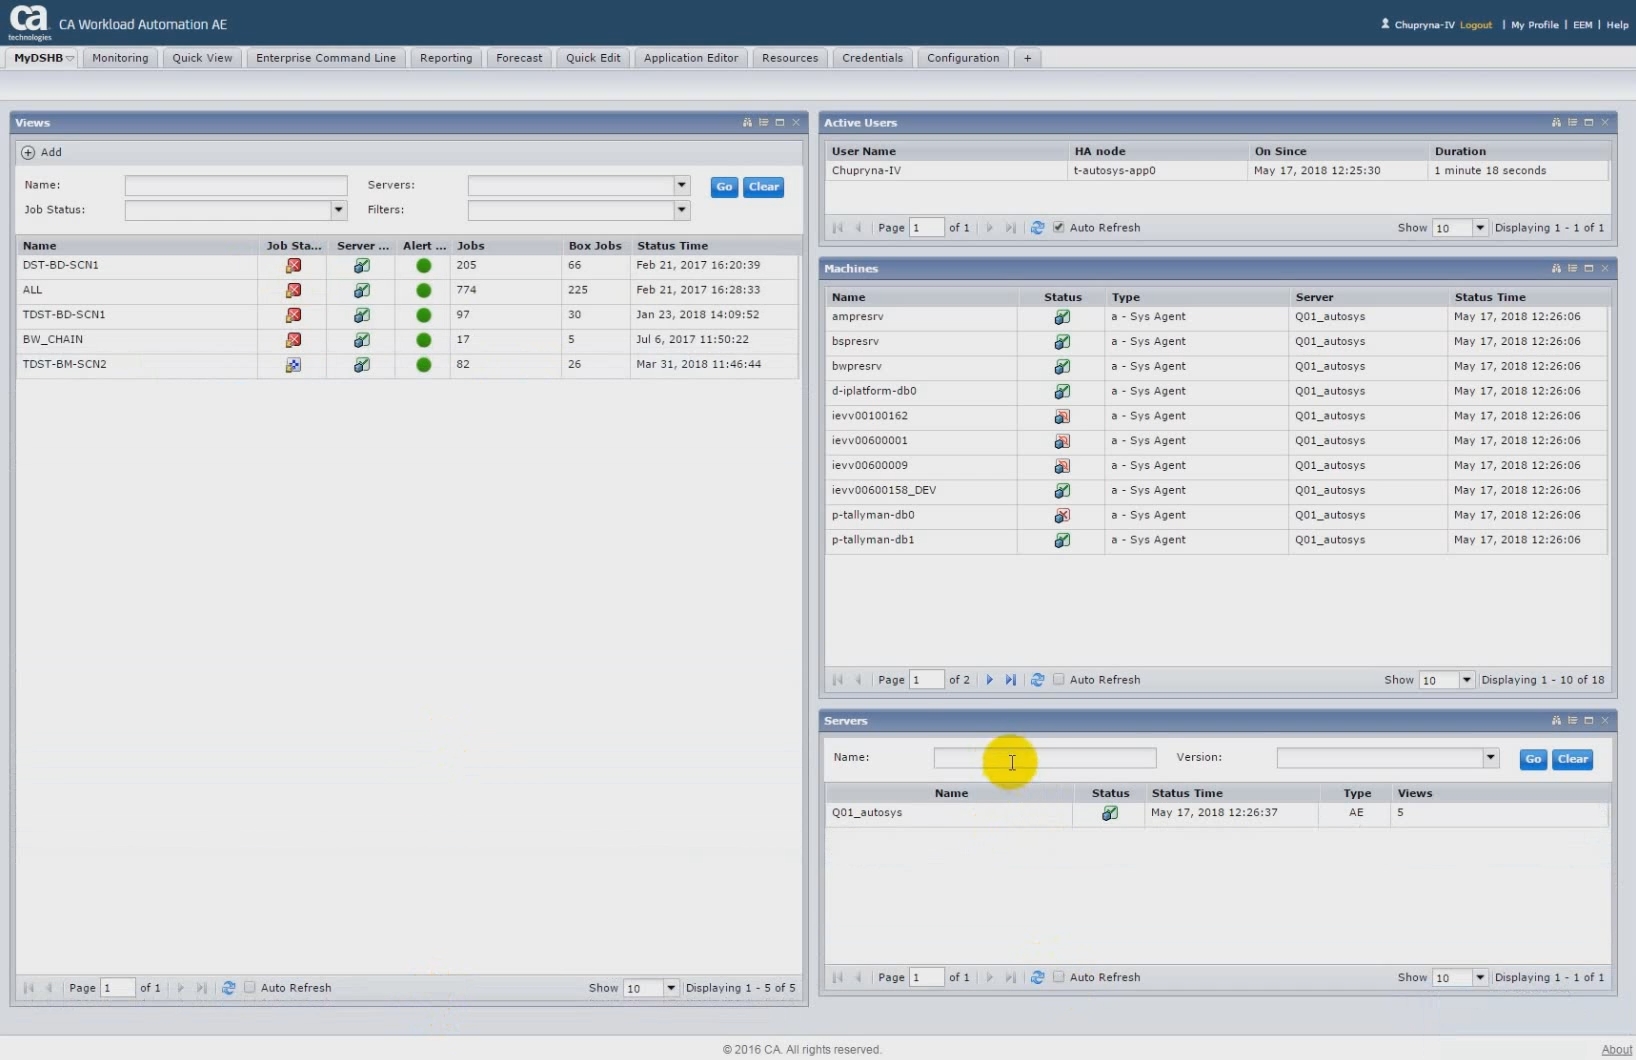 ca
technologies
CA Workload Automation AE
Chupryna-IV Logout | My Profile | EEM | Help
MyDSHB Monitoring Quick View Enterprise Command Line Reporting Forecast Quick Edit Application Editor Resources Credentials Configuration +
Views
Add
Name: Servers: Go Clear
Job Status: Filters:
Name Job Sta... Server ... Alert ... Jobs Box Jobs Status Time
DST-BD-SCN1 205 66 Feb 21, 2017 16:20:39
ALL 774 225 Feb 21, 2017 16:28:33
TDST-BD-SCN1 97 30 Jan 23, 2018 14:09:52
BW_CHAIN 17 5 Jul 6, 2017 11:50:22
TDST-BM-SCN2 82 26 Mar 31, 2018 11:46:44
Page 1 of 1 Auto Refresh Show 10 Displaying 1 - 5 of 5
Active Users
User Name HA node On Since Duration
Chupryna-IV t-autosys-app0 May 17, 2018 12:25:30 1 minute 18 seconds
Page 1 of 1 Auto Refresh Show 10 Displaying 1 - 1 of 1
Machines
Name Status Type Server Status Time
ampresrv a - Sys Agent Q01_autosys May 17, 2018 12:26:06
bspresrv a - Sys Agent Q01_autosys May 17, 2018 12:26:06
bwpresrv a - Sys Agent Q01_autosys May 17, 2018 12:26:06
d-iplatform-db0 a - Sys Agent Q01_autosys May 17, 2018 12:26:06
ievv00100162 a - Sys Agent Q01_autosys May 17, 2018 12:26:06
ievv00600001 a - Sys Agent Q01_autosys May 17, 2018 12:26:06
ievv00600009 a - Sys Agent Q01_autosys May 17, 2018 12:26:06
ievv00600158_DEV a - Sys Agent Q01_autosys May 17, 2018 12:26:06
p-tallyman-db0 a - Sys Agent Q01_autosys May 17, 2018 12:26:06
p-tallyman-db1 a - Sys Agent Q01_autosys May 17, 2018 12:26:06
Page 1 of 2 Auto Refresh Show 10 Displaying 1 - 10 of 18
Servers
Name: Version: Go Clear
Name Status Status Time Type Views
Q01_autosys May 17, 2018 12:26:37 AE 5
Page 1 of 1 Auto Refresh Show 10 Displaying 1 - 1 of 1
© 2016 CA. All rights reserved.
About